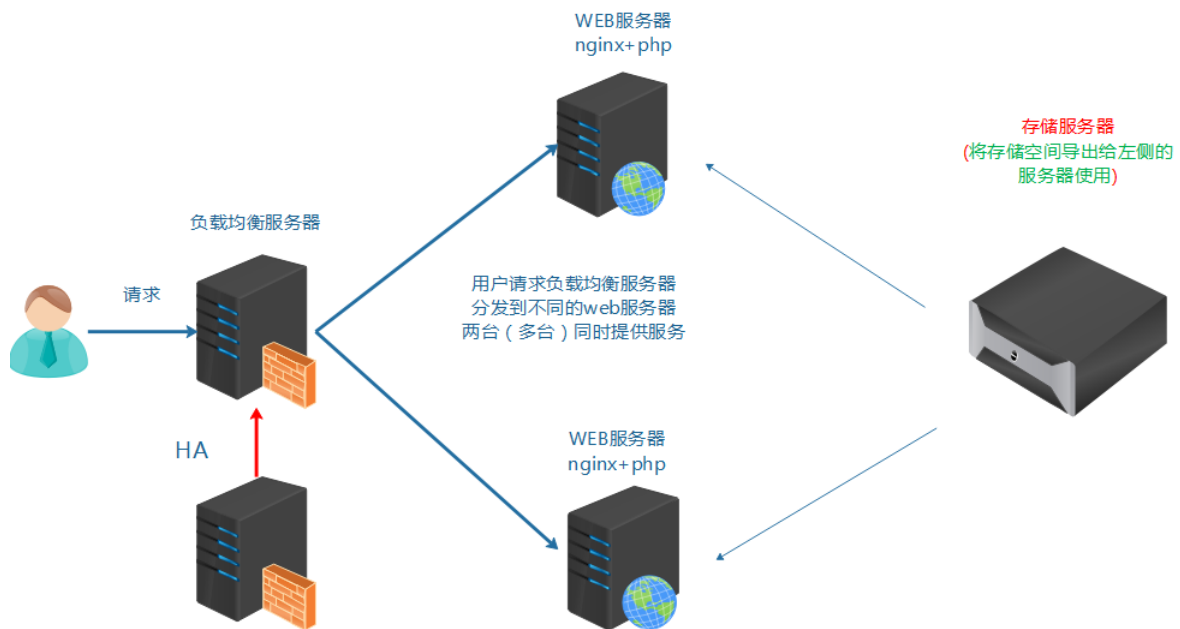 WEB服务器
nginx+php
存储服务器
(将存储空间导出给左侧的
服务器使用)
负载均衡服务器
请求
用户请求负载均衡服务器
分发到不同的web服务器
两台（多台）同时提供服务
HA
WEB服务器
nginx+php